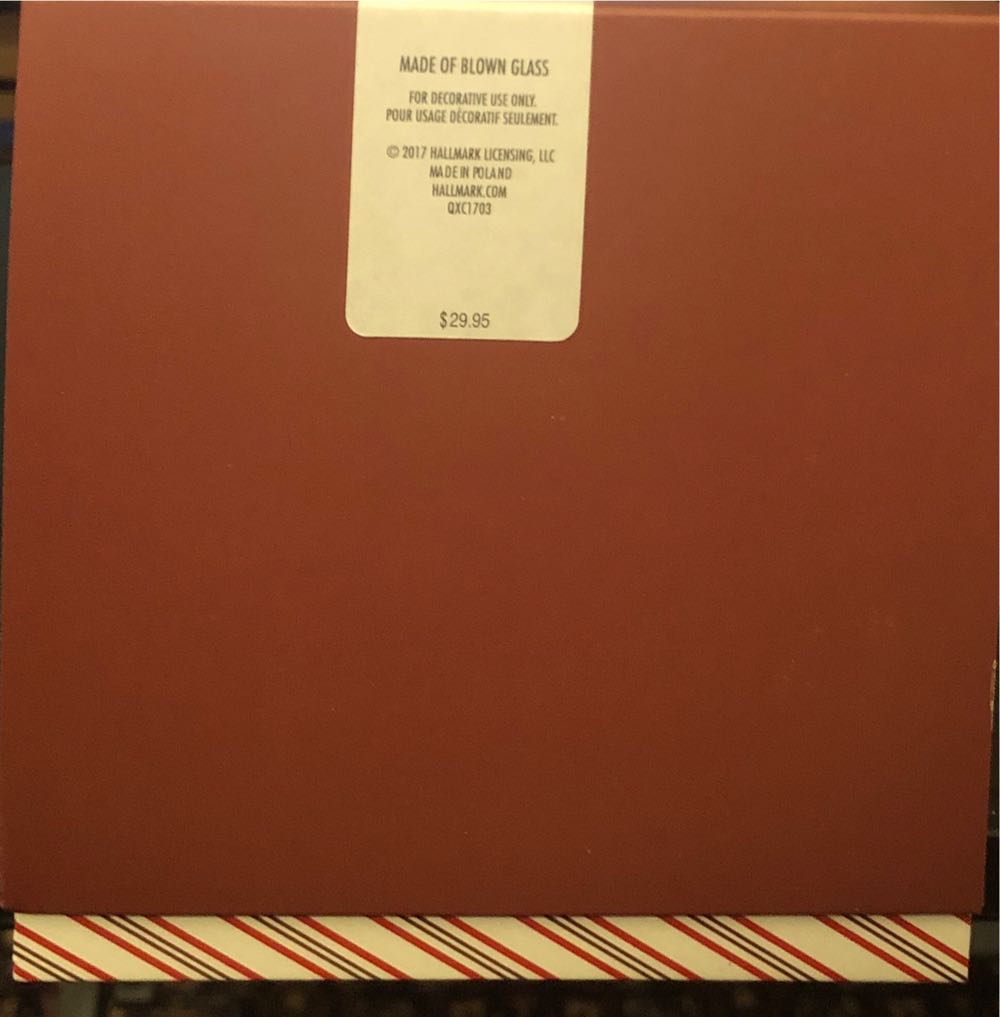 MADE OF BLOWN GLASS
FOR DECORATIVE USE ONLY.
POUR USAGE DÉCORATIF SEULEMENT.
© 2017 HALLMARK LICENSING, LLC
MADE IN POLAND
HALLMARK.COM
QXC1703
$29.95